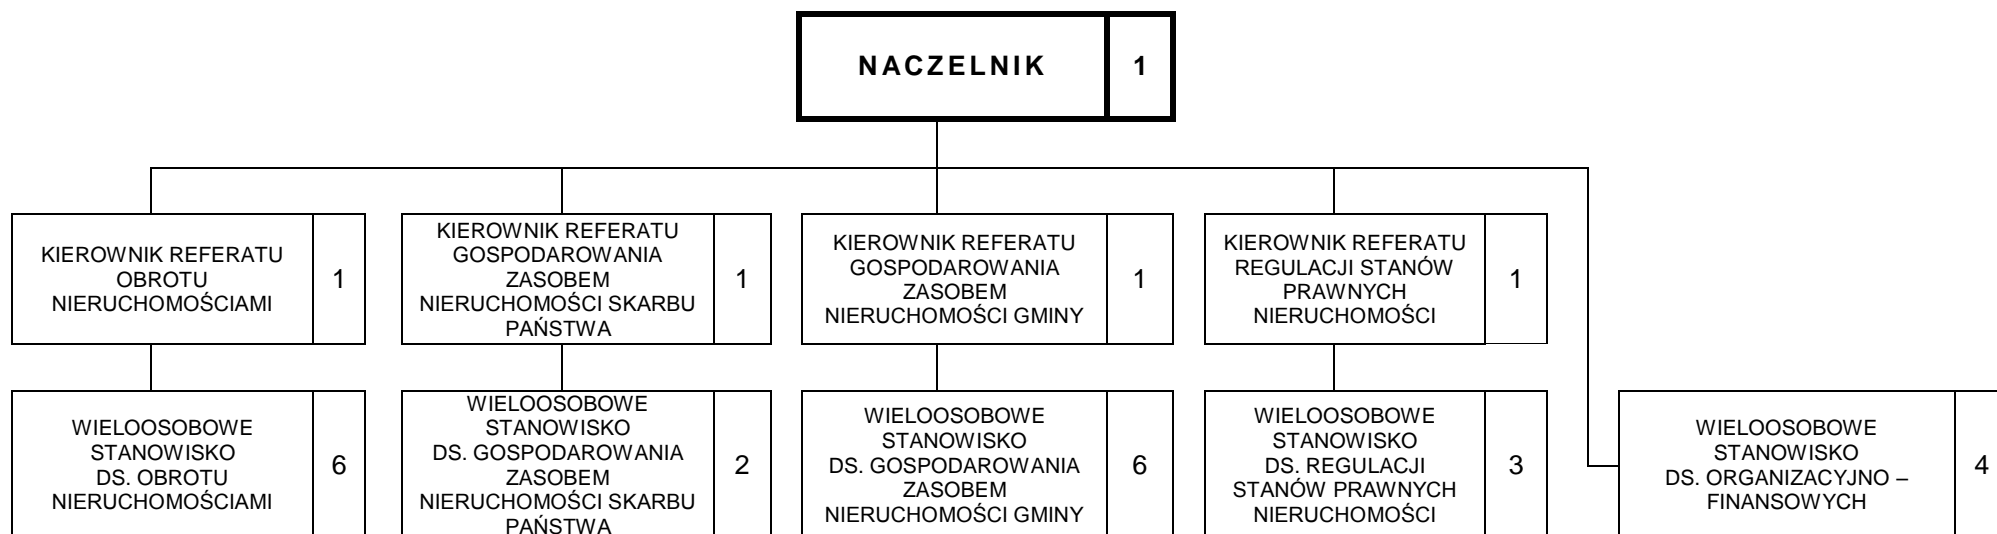 NACZELNIK
1
KIEROWNIK REFERATU
OBROTU
NIERUCHOMOŚCIAMI
1
KIEROWNIK REFERATU
GOSPODAROWANIA
ZASOBEM
NIERUCHOMOŚCI SKARBU
PAŃSTWA
1
KIEROWNIK REFERATU
GOSPODAROWANIA
ZASOBEM
NIERUCHOMOŚCI GMINY
1
KIEROWNIK REFERATU
REGULACJI STANÓW
PRAWNYCH
NIERUCHOMOŚCI
1
WIELOOSOBOWE
STANOWISKO
DS. OBROTU
NIERUCHOMOŚCIAMI
6
WIELOOSOBOWE
STANOWISKO
DS. GOSPODAROWANIA
ZASOBEM
NIERUCHOMOŚCI SKARBU
PAŃSTWA
2
WIELOOSOBOWE
STANOWISKO
DS. GOSPODAROWANIA
ZASOBEM
NIERUCHOMOŚCI GMINY
6
WIELOOSOBOWE
STANOWISKO
DS. REGULACJI
STANÓW PRAWNYCH
NIERUCHOMOŚCI
3
WIELOOSOBOWE
STANOWISKO
DS. ORGANIZACYJNO –
FINANSOWYCH
4